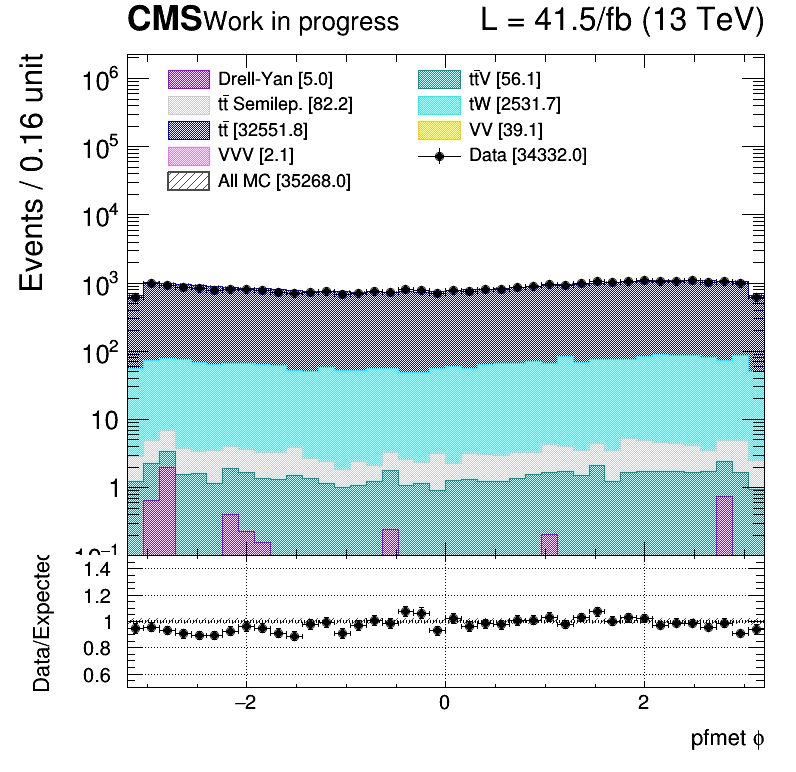 CMS Work in progress L = 41.5/fb (13 TeV)
Events / 0.16 unit
Drell-Yan [5.0]
tt̄V [56.1]
tt̄ Semilep. [82.2]
tW [2531.7]
tt̄ [32551.8]
VV [39.1]
VVV [2.1]
Data [34332.0]
All MC [35268.0]
10⁶
10⁵
10⁴
10³
10²
10
1
10⁻¹
Data/Expected
1.4
1.2
1
0.8
0.6
−2 0 2
pfmet ϕ